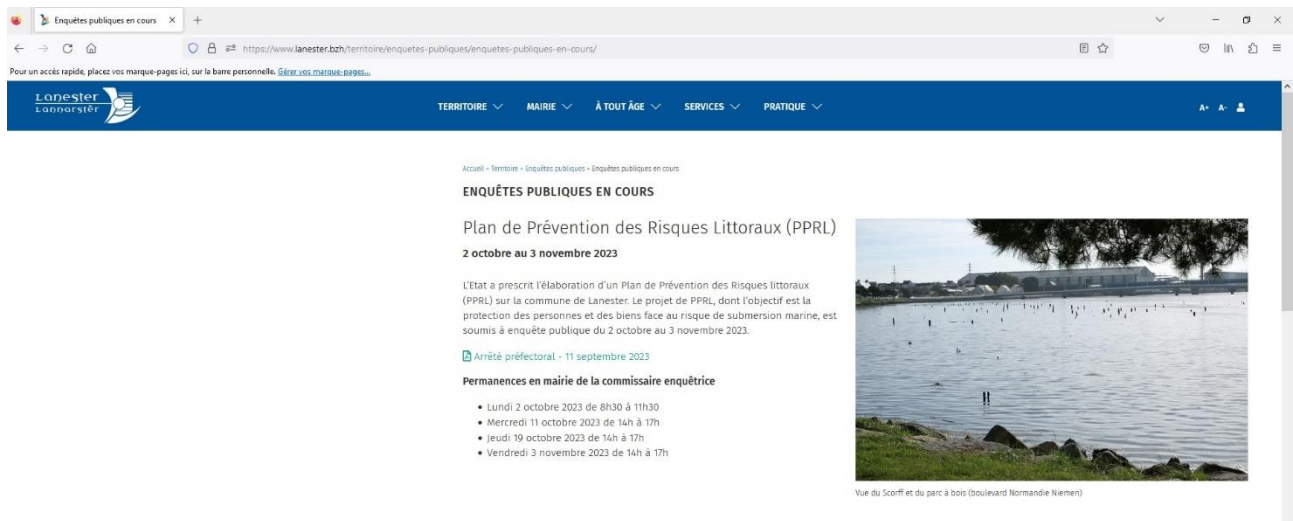 Enquêtes publiques en cours
https://www.lanester.bzh/territoire/enquetes-publiques/enquetes-publiques-en-cours/
Pour un accès rapide, placez vos marque-pages ici, sur la barre personnelle. Gérer vos marque-pages...
Lanester
Lannarstêr
TERRITOIRE MAIRIE À TOUT ÂGE SERVICES PRATIQUE A+ A-
Accueil - Territoire - Enquêtes publiques - Enquêtes publiques en cours
ENQUÊTES PUBLIQUES EN COURS
Plan de Prévention des Risques Littoraux (PPRL)
2 octobre au 3 novembre 2023
L'Etat a prescrit l'élaboration d'un Plan de Prévention des Risques littoraux
(PPRL) sur la commune de Lanester. Le projet de PPRL, dont l'objectif est la
protection des personnes et des biens face au risque de submersion marine, est
soumis à enquête publique du 2 octobre au 3 novembre 2023.
Arrêté préfectoral - 11 septembre 2023
Permanences en mairie de la commissaire enquêtrice
• Lundi 2 octobre 2023 de 8h30 à 11h30
• Mercredi 11 octobre 2023 de 14h à 17h
• Jeudi 19 octobre 2023 de 14h à 17h
• Vendredi 3 novembre 2023 de 14h à 17h
Vue du Scorff et du parc à bois (boulevard Normandie Niemen)